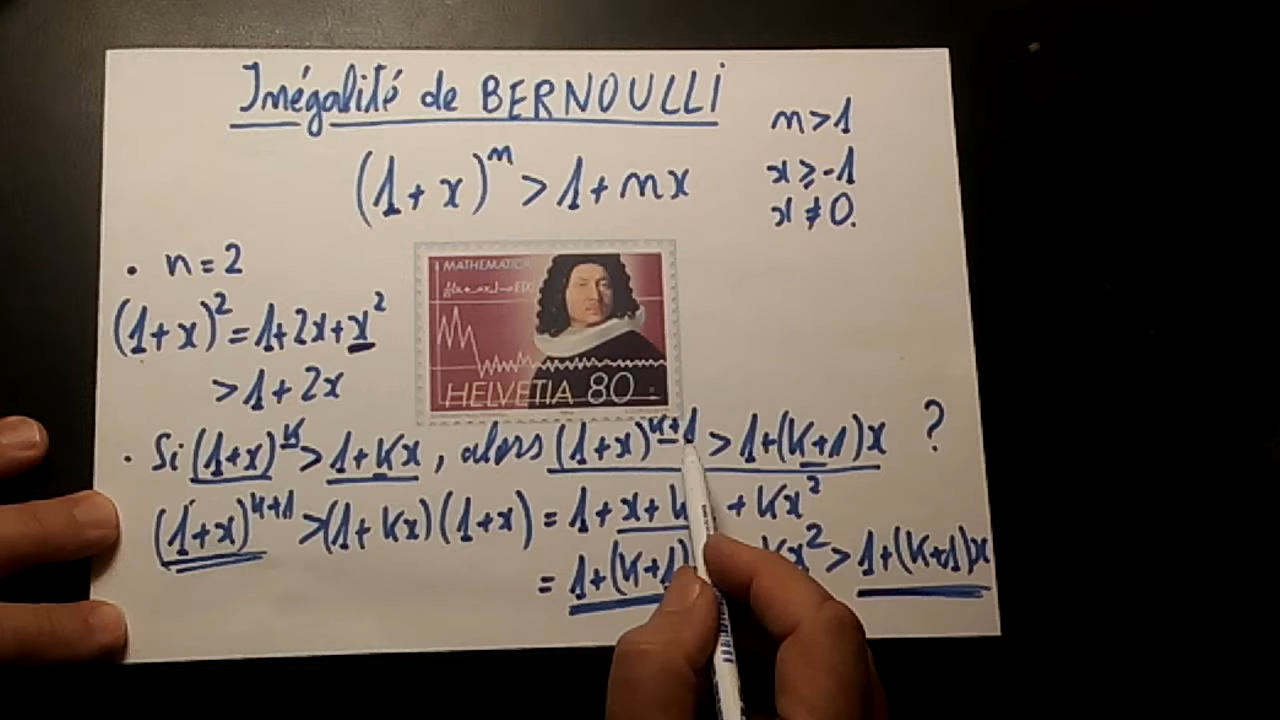 Inégalité de BERNOULLI
(1+x)^n > 1+nx
n>1
x≥-1
x≠0.
MATHEMATICA
HELVETIA 80
• n=2
(1+x)^2 = 1+2x+x^2
>1+2x
• Si (1+x)^k > 1+kx, alors (1+x)^k+1 > 1+(k+1)x ?
(1+x)^k+1 >(1+kx)(1+x) = 1+x+k +kx^2
= 1+(k+1) kx^2 > 1+(k+1)x